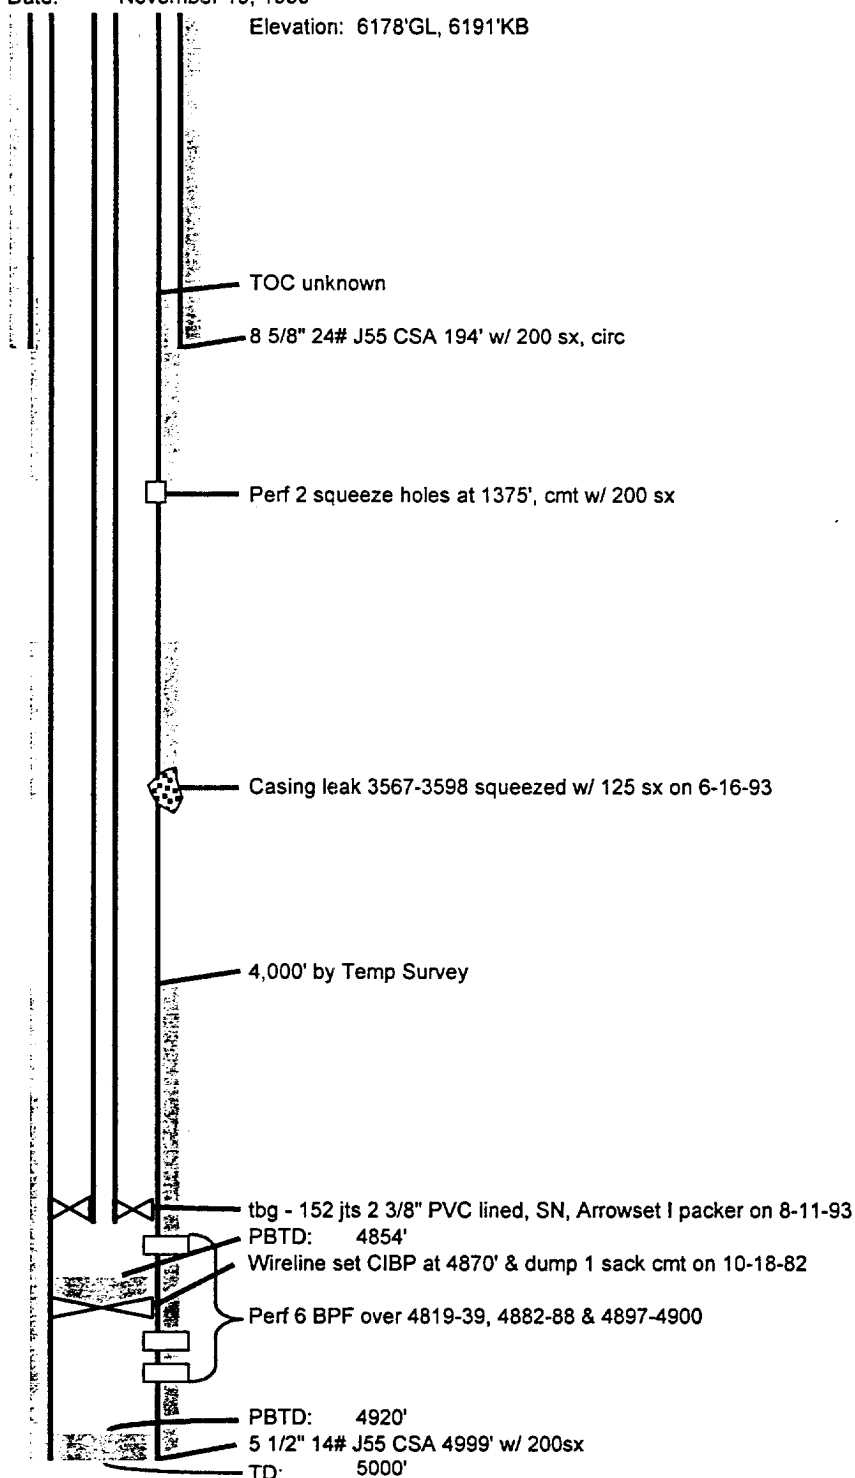 Elevation: 6178'GL, 6191'KB
TOC unknown
8 5/8" 24# J55 CSA 194' w/ 200 sx, circ
Perf 2 squeeze holes at 1375', cmt w/ 200 sx
Casing leak 3567-3598 squeezed w/ 125 sx on 6-16-93
4,000' by Temp Survey
tbg - 152 jts 2 3/8" PVC lined, SN, Arrowset I packer on 8-11-93
PBTD: 4854'
Wireline set CIBP at 4870' & dump 1 sack cmt on 10-18-82
Perf 6 BPF over 4819-39, 4882-88 & 4897-4900
PBTD: 4920'
5 1/2" 14# J55 CSA 4999' w/ 200sx
TD: 5000'